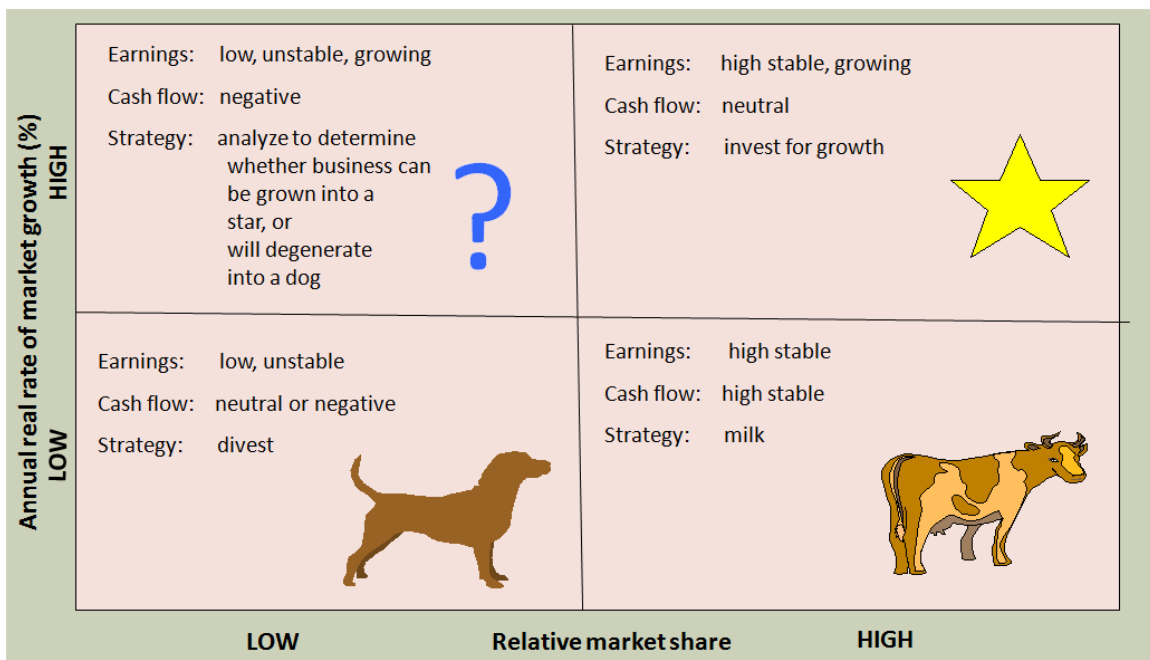 Earnings: low, unstable, growing
Cash flow: negative
Strategy: analyze to determine
whether business can
be grown into a
star, or
will degenerate
into a dog
?
Earnings: high stable, growing
Cash flow: neutral
Strategy: invest for growth
Earnings: low, unstable
Cash flow: neutral or negative
Strategy: divest
Earnings: high stable
Cash flow: high stable
Strategy: milk
Annual real rate of market growth (%)
HIGH
LOW
LOW Relative market share HIGH